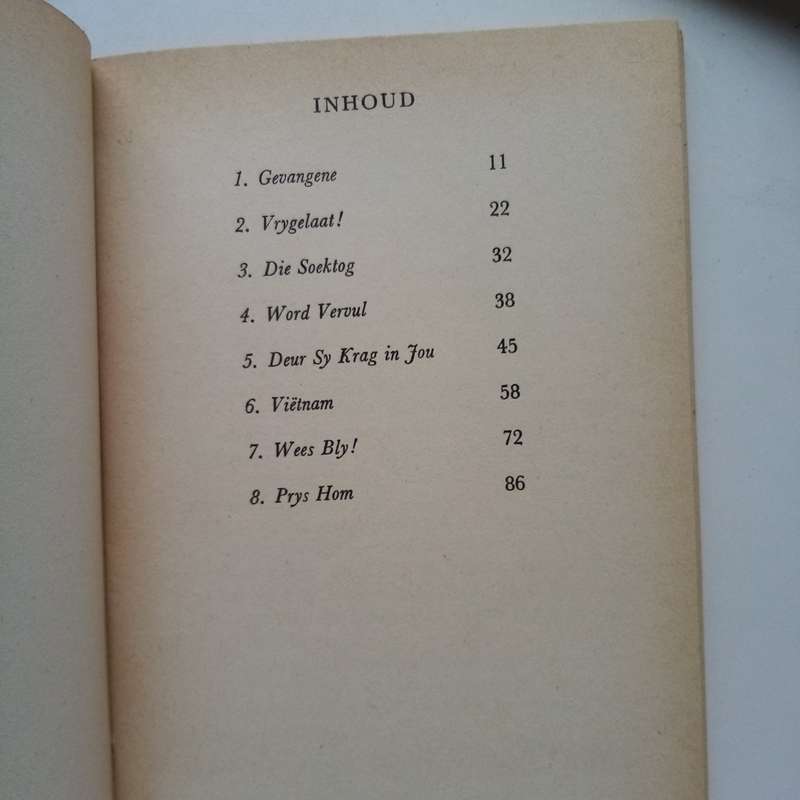 INHOUD
1. Gevangene 11
2. Vrygelaat! 22
3. Die Soektog 32
4. Word Vervul 38
5. Deur Sy Krag in Jou 45
6. Viëtnam 58
7. Wees Bly! 72
8. Prys Hom 86